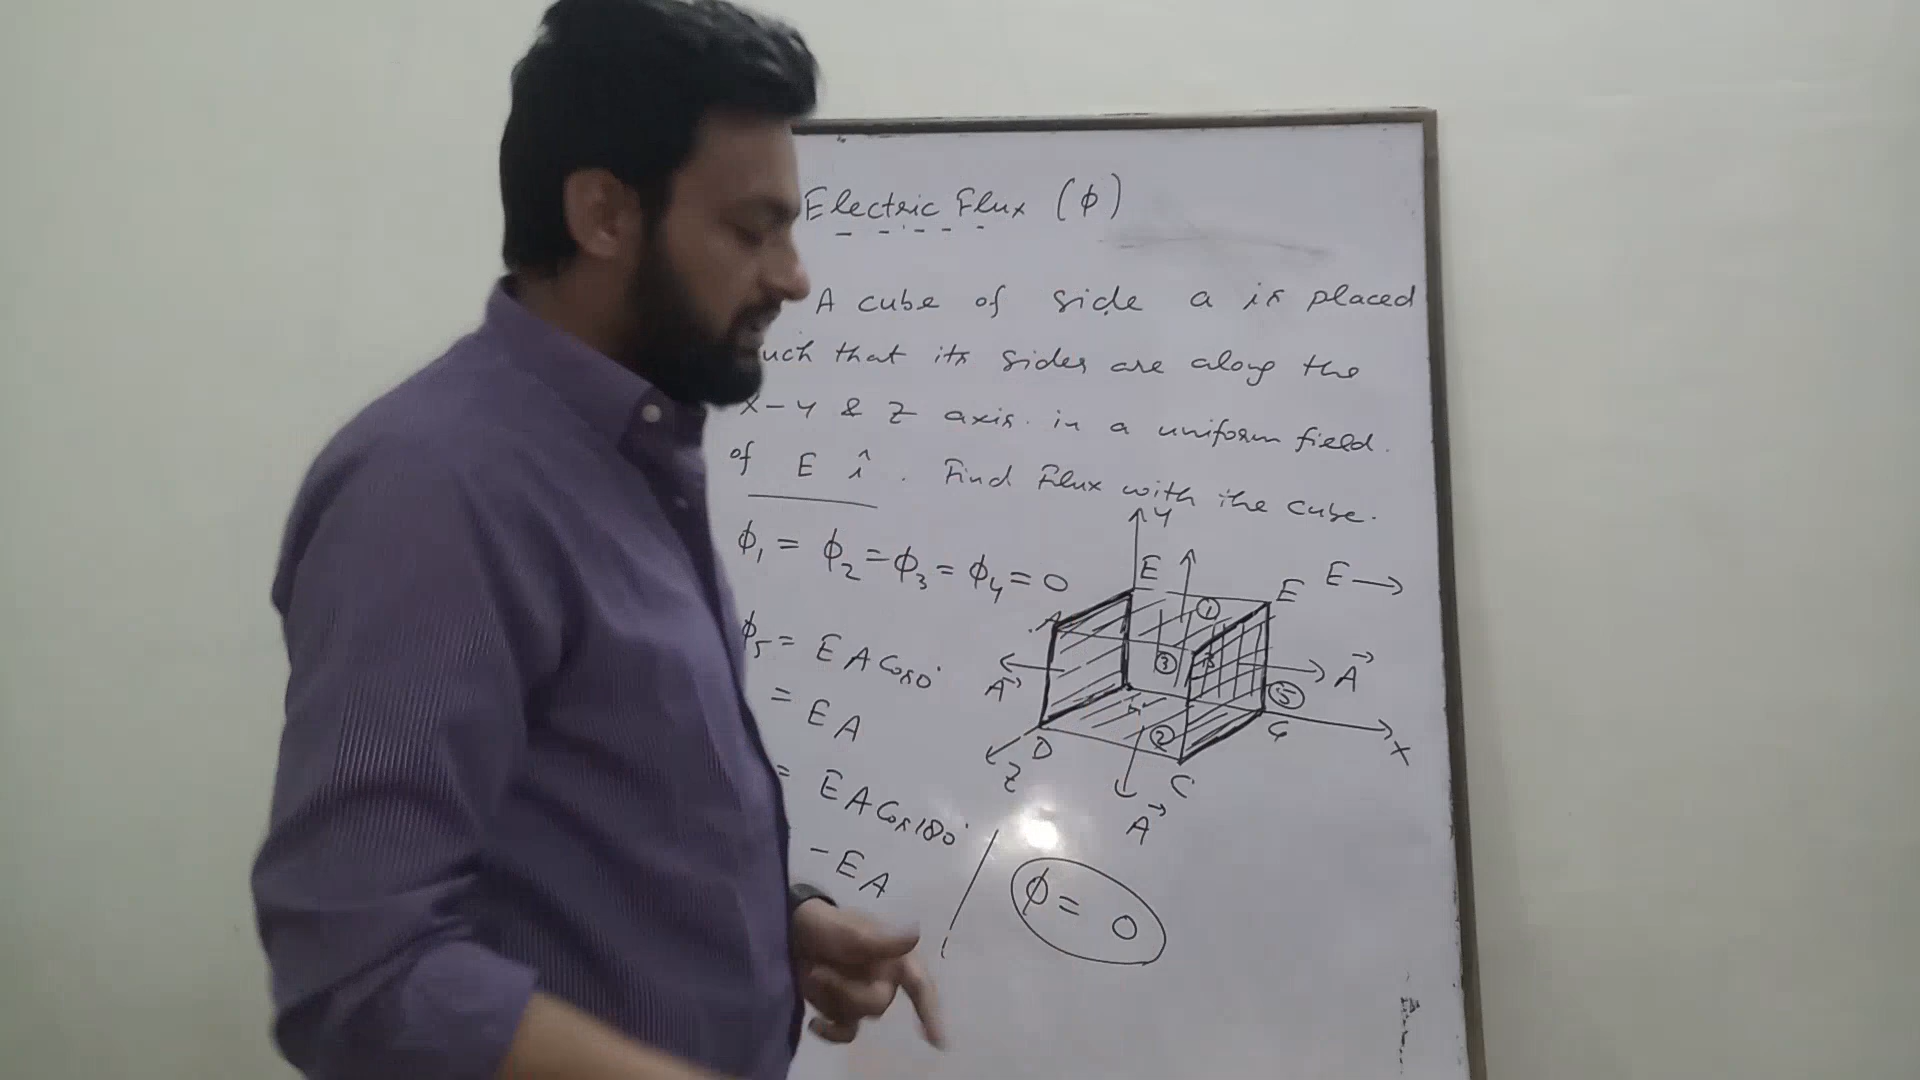 Electric Flux (ϕ)
A cube of side a is placed
uch that its sides are along the
X-Y & Z axis. in a uniform field.
of E î. Find Flux with the cube.
ϕ₁ = ϕ₂ = ϕ₃ = ϕ₄ = 0
ϕ₅ = EA Cos0°
= EA
= EA Cos180°
- EA
ϕ = 0
Y
E
E
E →
A
①
③
B
A⃗
A⃗
⑤
②
D
G
X
Z
C
A⃗